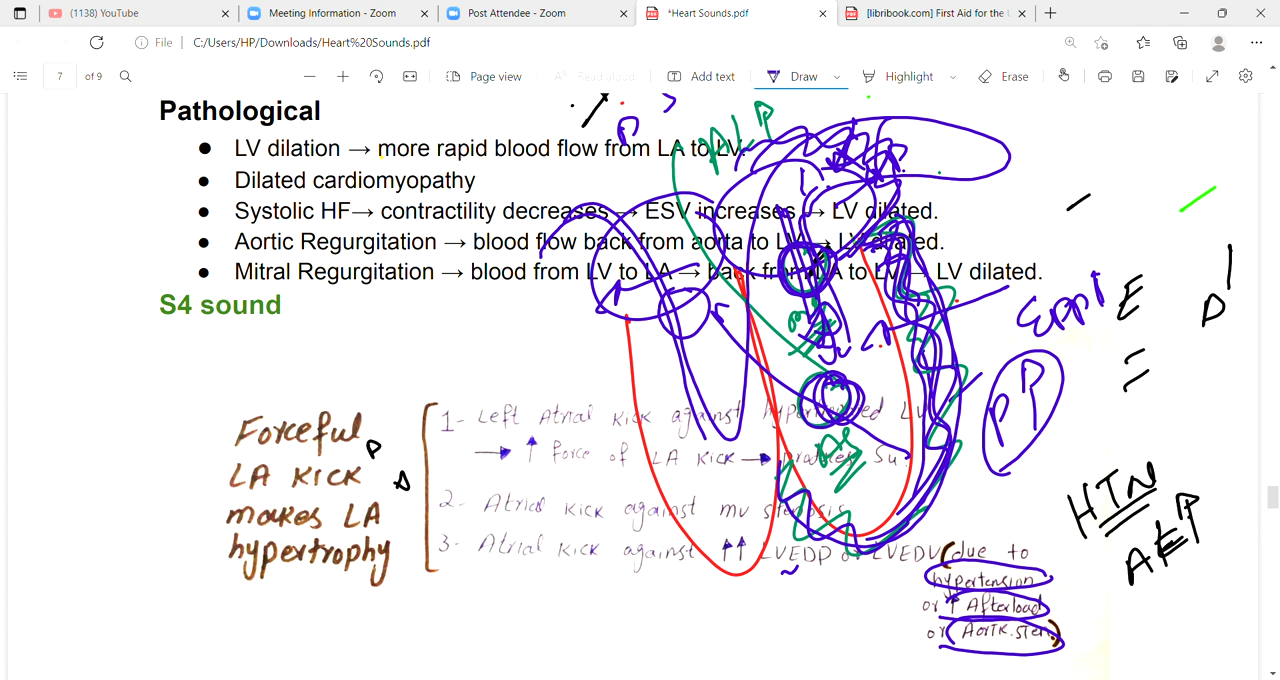 (1138) YouTube
Meeting Information - Zoom
Post Attendee - Zoom
*Heart Sounds.pdf
[libribook.com] First Aid for the
File
C:/Users/HP/Downloads/Heart%20Sounds.pdf
7 of 9
Page view
Read aloud
Add text
Draw
Highlight
Erase
Pathological
● LV dilation → more rapid blood flow from LA to LV.
● Dilated cardiomyopathy
● Systolic HF→ contractility decreases → ESV increases → LV dilated.
● Aortic Regurgitation → blood flow back from aorta to LV → LV dilated.
● Mitral Regurgitation → blood from LV to LA → back from LA to LV → LV dilated.
S4 sound
Forceful
LA KICK
makes LA
hypertrophy
1- Left Atrial Kick against hypertrophied LV
→ ↑ force of LA KICK → produces S4.
2- Atrial KICK against mv stenosis
3- Atrial KICK against ↑↑ LVEDP or LVEDV (due to
hypertension
or ↑ Afterload
or Aortic.sten)
PP
HTN